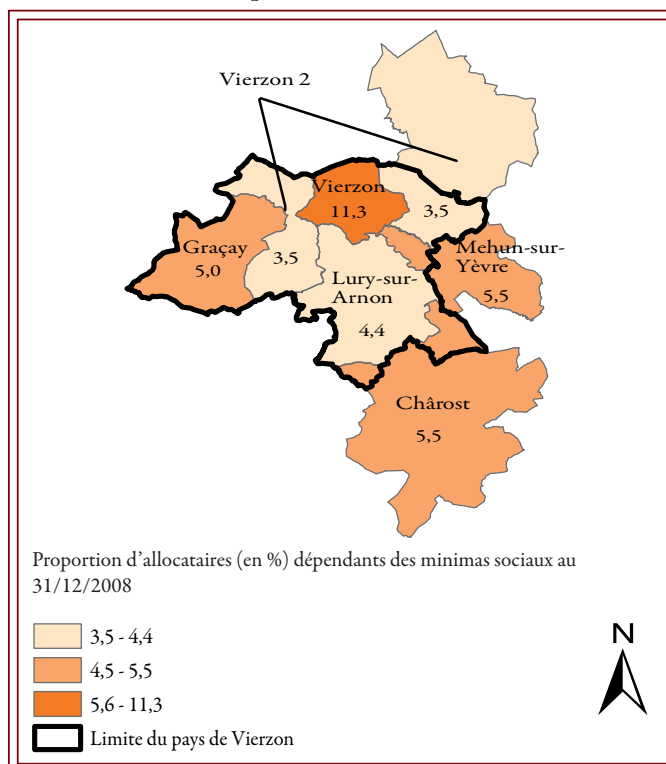 Vierzon 2
Vierzon
11,3
3,5
Graçay
5,0
3,5
Mehun-sur-
Yèvre
5,5
Lury-sur-
Arnon
4,4
Chârost
5,5
Proportion d’allocataires (en %) dépendants des minimas sociaux au
31/12/2008
3,5 - 4,4
4,5 - 5,5
5,6 - 11,3
Limite du pays de Vierzon
N